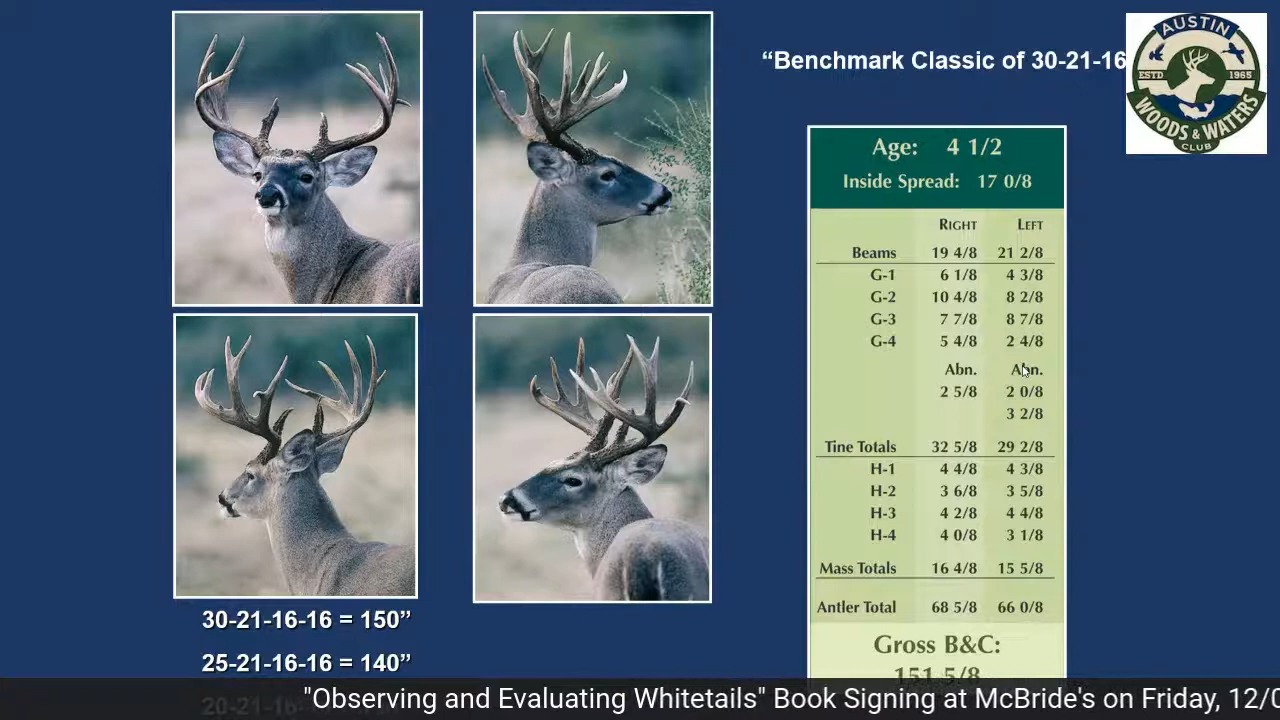 “Benchmark Classic of 30-21-16
AUSTIN
ESTD 1965
WOODS & WATERS
CLUB
Age: 4 1/2
Inside Spread: 17 0/8
RIGHT LEFT
Beams 19 4/8 21 2/8
G-1 6 1/8 4 3/8
G-2 10 4/8 8 2/8
G-3 7 7/8 8 7/8
G-4 5 4/8 2 4/8
Abn. Abn.
2 5/8 2 0/8
3 2/8
Tine Totals 32 5/8 29 2/8
H-1 4 4/8 4 3/8
H-2 3 6/8 3 5/8
H-3 4 2/8 4 4/8
H-4 4 0/8 3 1/8
Mass Totals 16 4/8 15 5/8
Antler Total 68 5/8 66 0/8
Gross B&C:
151 5/8
30-21-16-16 = 150”
25-21-16-16 = 140”
20-21-16
"Observing and Evaluating Whitetails" Book Signing at McBride's on Friday, 12/0